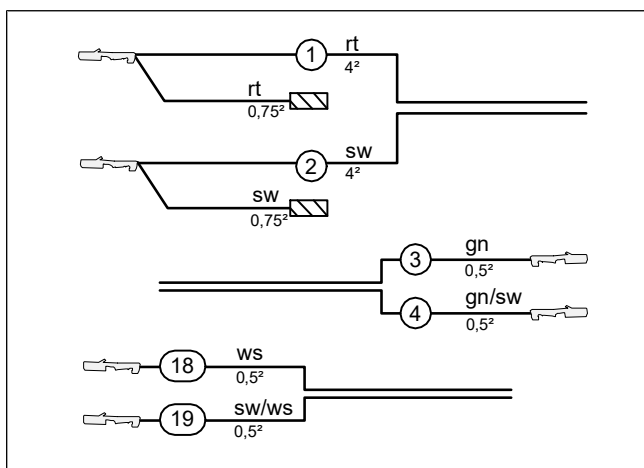 1 rt
4²
rt
0,75²
2 sw
4²
sw
0,75²
3 gn
0,5²
4 gn/sw
0,5²
18 ws
0,5²
19 sw/ws
0,5²